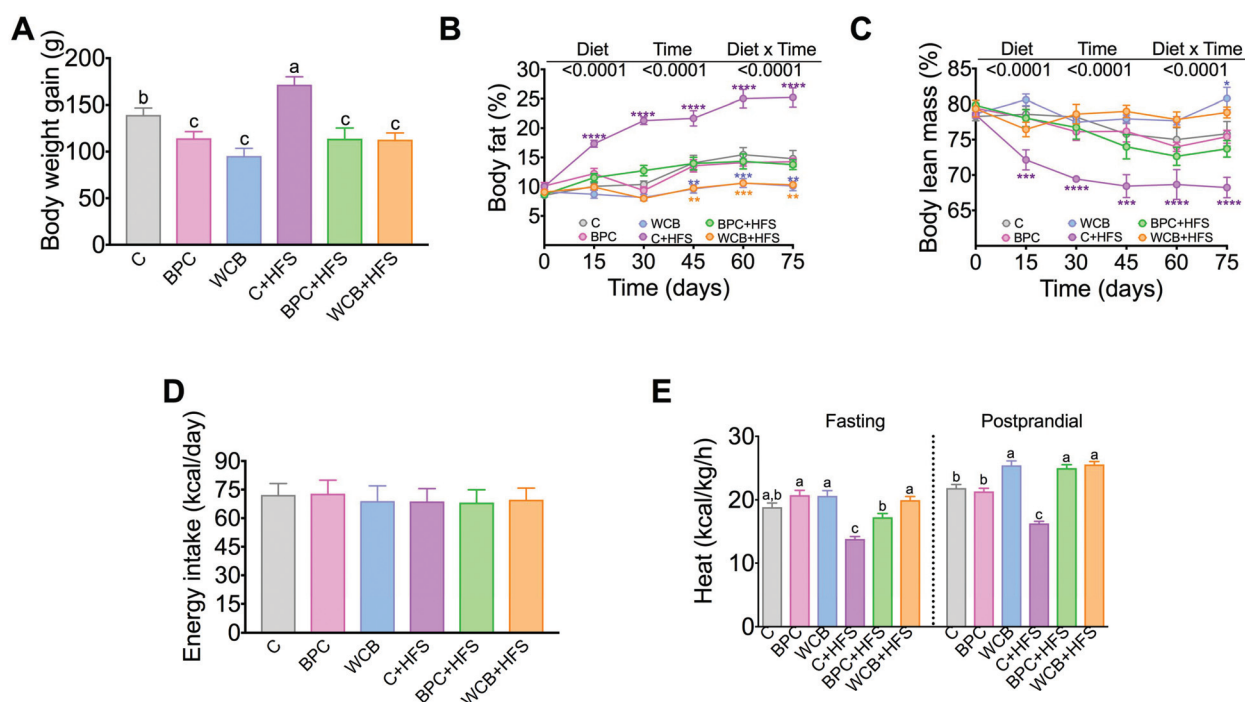 A
Body weight gain (g)
200
150
100
50
0
b
c
c
a
c
c
C
BPC
WCB
C+HFS
BPC+HFS
WCB+HFS
B
Diet Time Diet x Time
<0.0001 <0.0001 <0.0001
Body fat (%)
30
25
20
15
10
5
**** **** **** **** ****
** *** **
** *** **
C WCB BPC+HFS
BPC C+HFS WCB+HFS
0 15 30 45 60 75
Time (days)
C
Diet Time Diet x Time
<0.0001 <0.0001 <0.0001
Body lean mass (%)
85
80
75
70
65
*
*** **** *** **** ****
C WCB BPC+HFS
BPC C+HFS WCB+HFS
0 15 30 45 60 75
Time (days)
D
Energy intake (kcal/day)
90
75
60
45
30
15
0
C
BPC
WCB
C+HFS
BPC+HFS
WCB+HFS
E
Fasting Postprandial
Heat (kcal/kg/h)
30
20
10
0
a,b a a c b a
b b a c a a
C
BPC
WCB
C+HFS
BPC+HFS
WCB+HFS
C
BPC
WCB
C+HFS
BPC+HFS
WCB+HFS